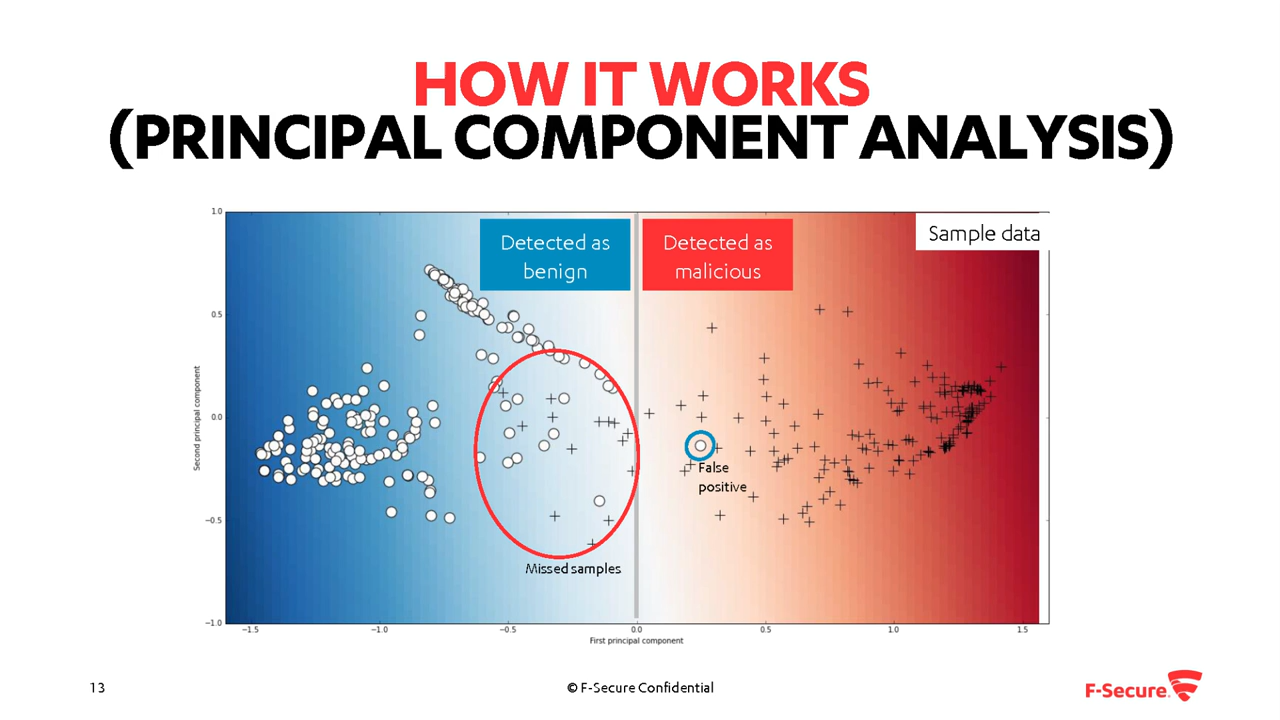 HOW IT WORKS
(PRINCIPAL COMPONENT ANALYSIS)
1.0
0.5
0.0
−0.5
−1.0
Second principal component
Detected as
benign
Detected as
malicious
Sample data
False
positive
Missed samples
−1.5
−1.0
−0.5
0.0
0.5
1.0
1.5
First principal component
13
© F-Secure Confidential
F-Secure.